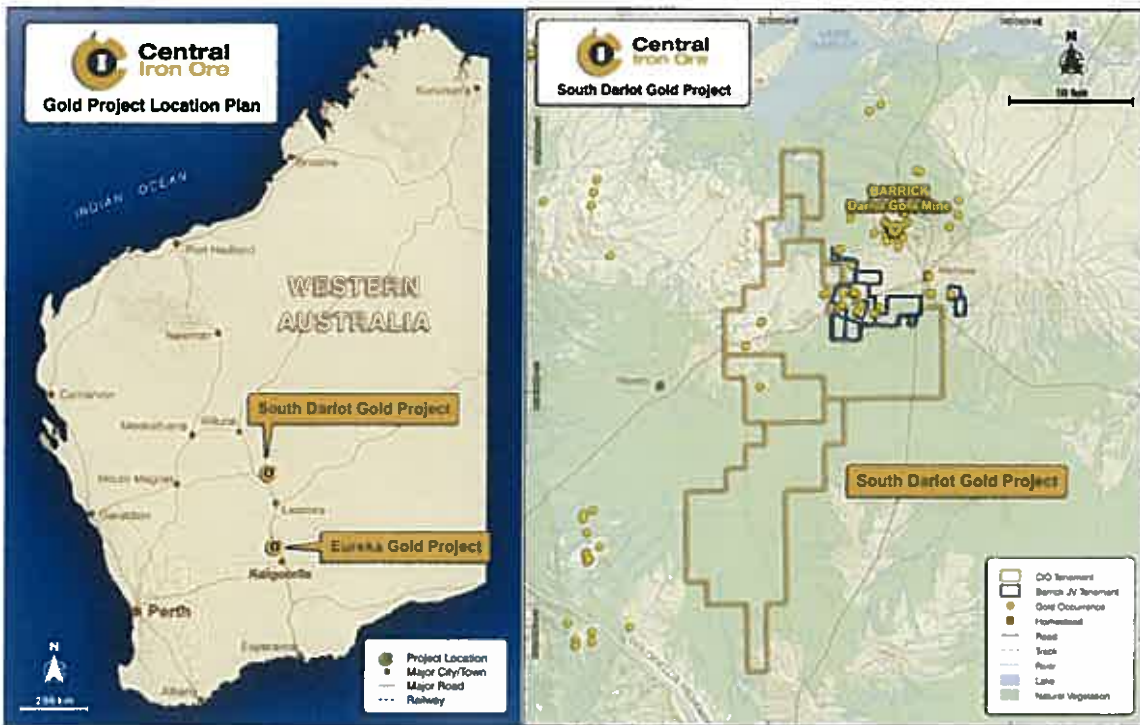 Central
Iron Ore
Gold Project Location Plan
INDIAN OCEAN
Kununurra
Broome
Port Hedland
WESTERN
AUSTRALIA
Newman
Carnarvon
South Darlot Gold Project
Meekatharra
Wiluna
Mount Magnet
Geraldton
Leonora
Eureka Gold Project
Kalgoorlie
Perth
Esperance
Albany
N
Project Location
Major City/Town
Major Road
Railway
Central
Iron Ore
South Darlot Gold Project
N
BARRICK
Darlot Gold Mine
South Darlot Gold Project
CIO Tenement
Barrick JV Tenement
Gold Occurrence
Homestead
Road
Track
River
Lake
Natural Vegetation